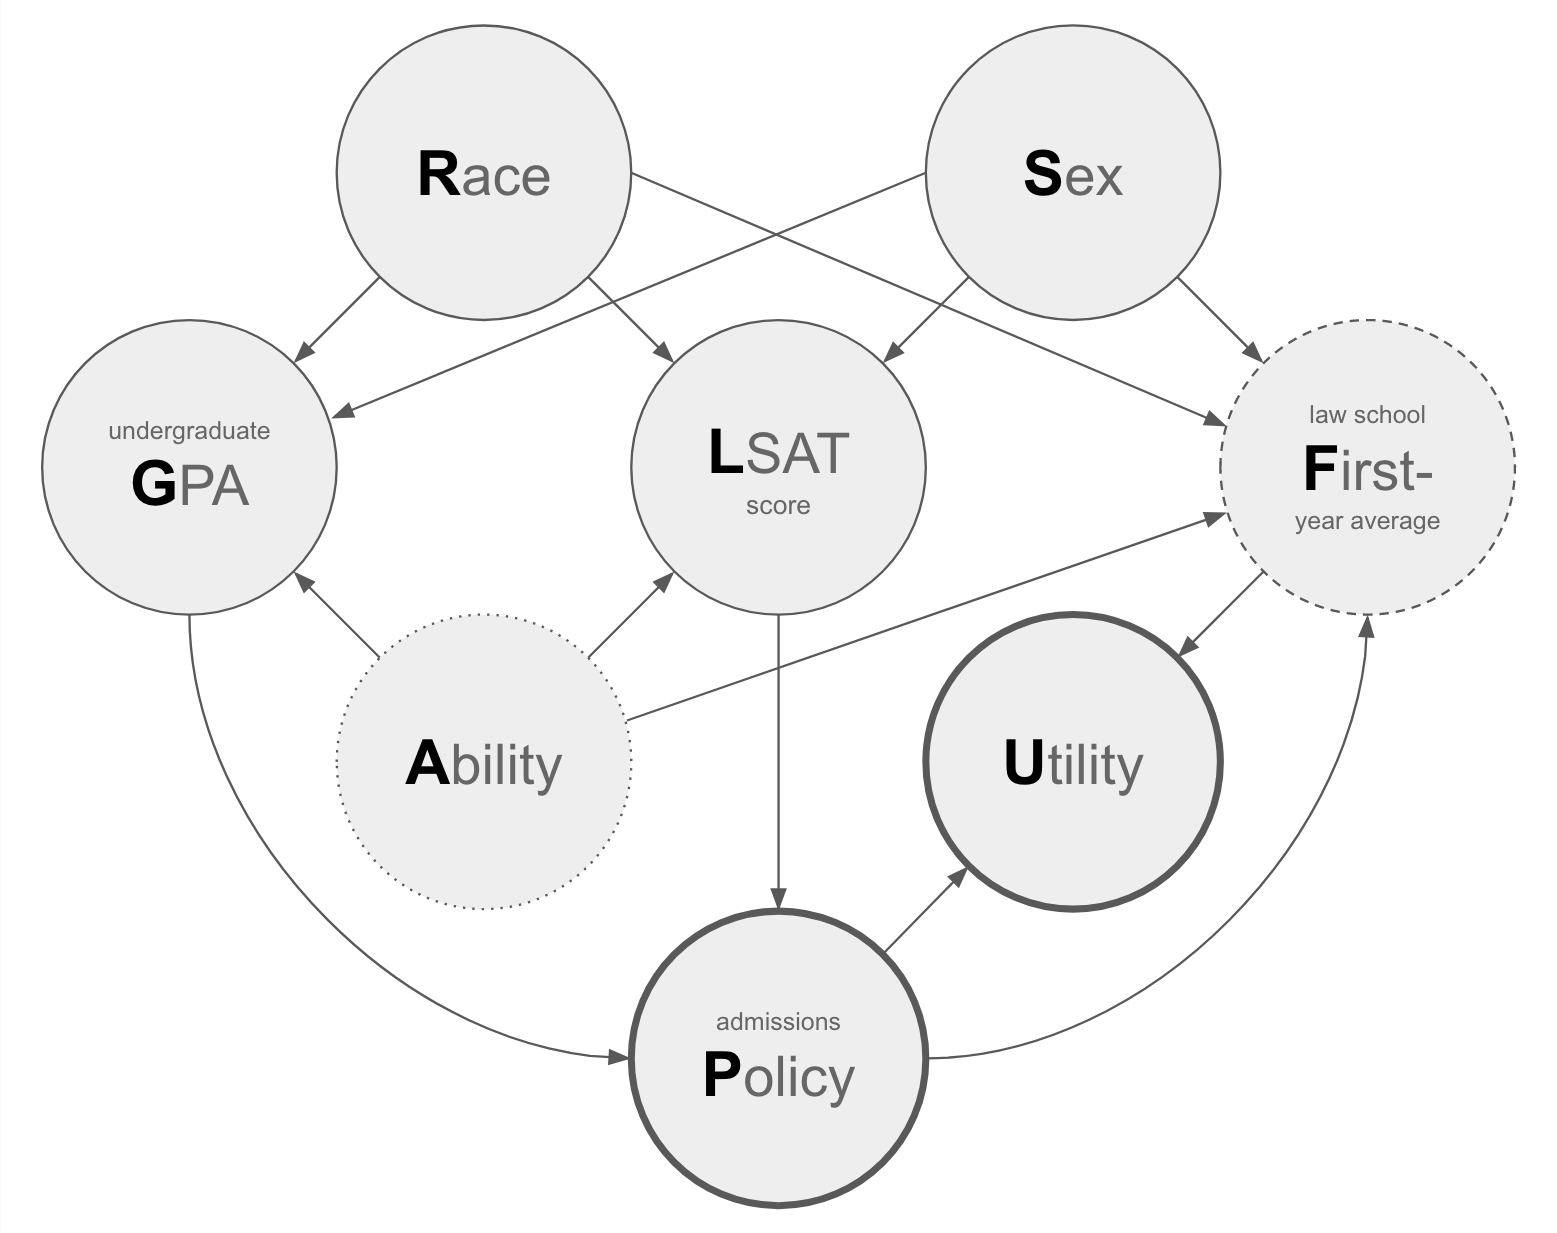 Race
Sex
undergraduate
GPA
LSAT
score
law school
First-
year average
Ability
Utility
admissions
Policy